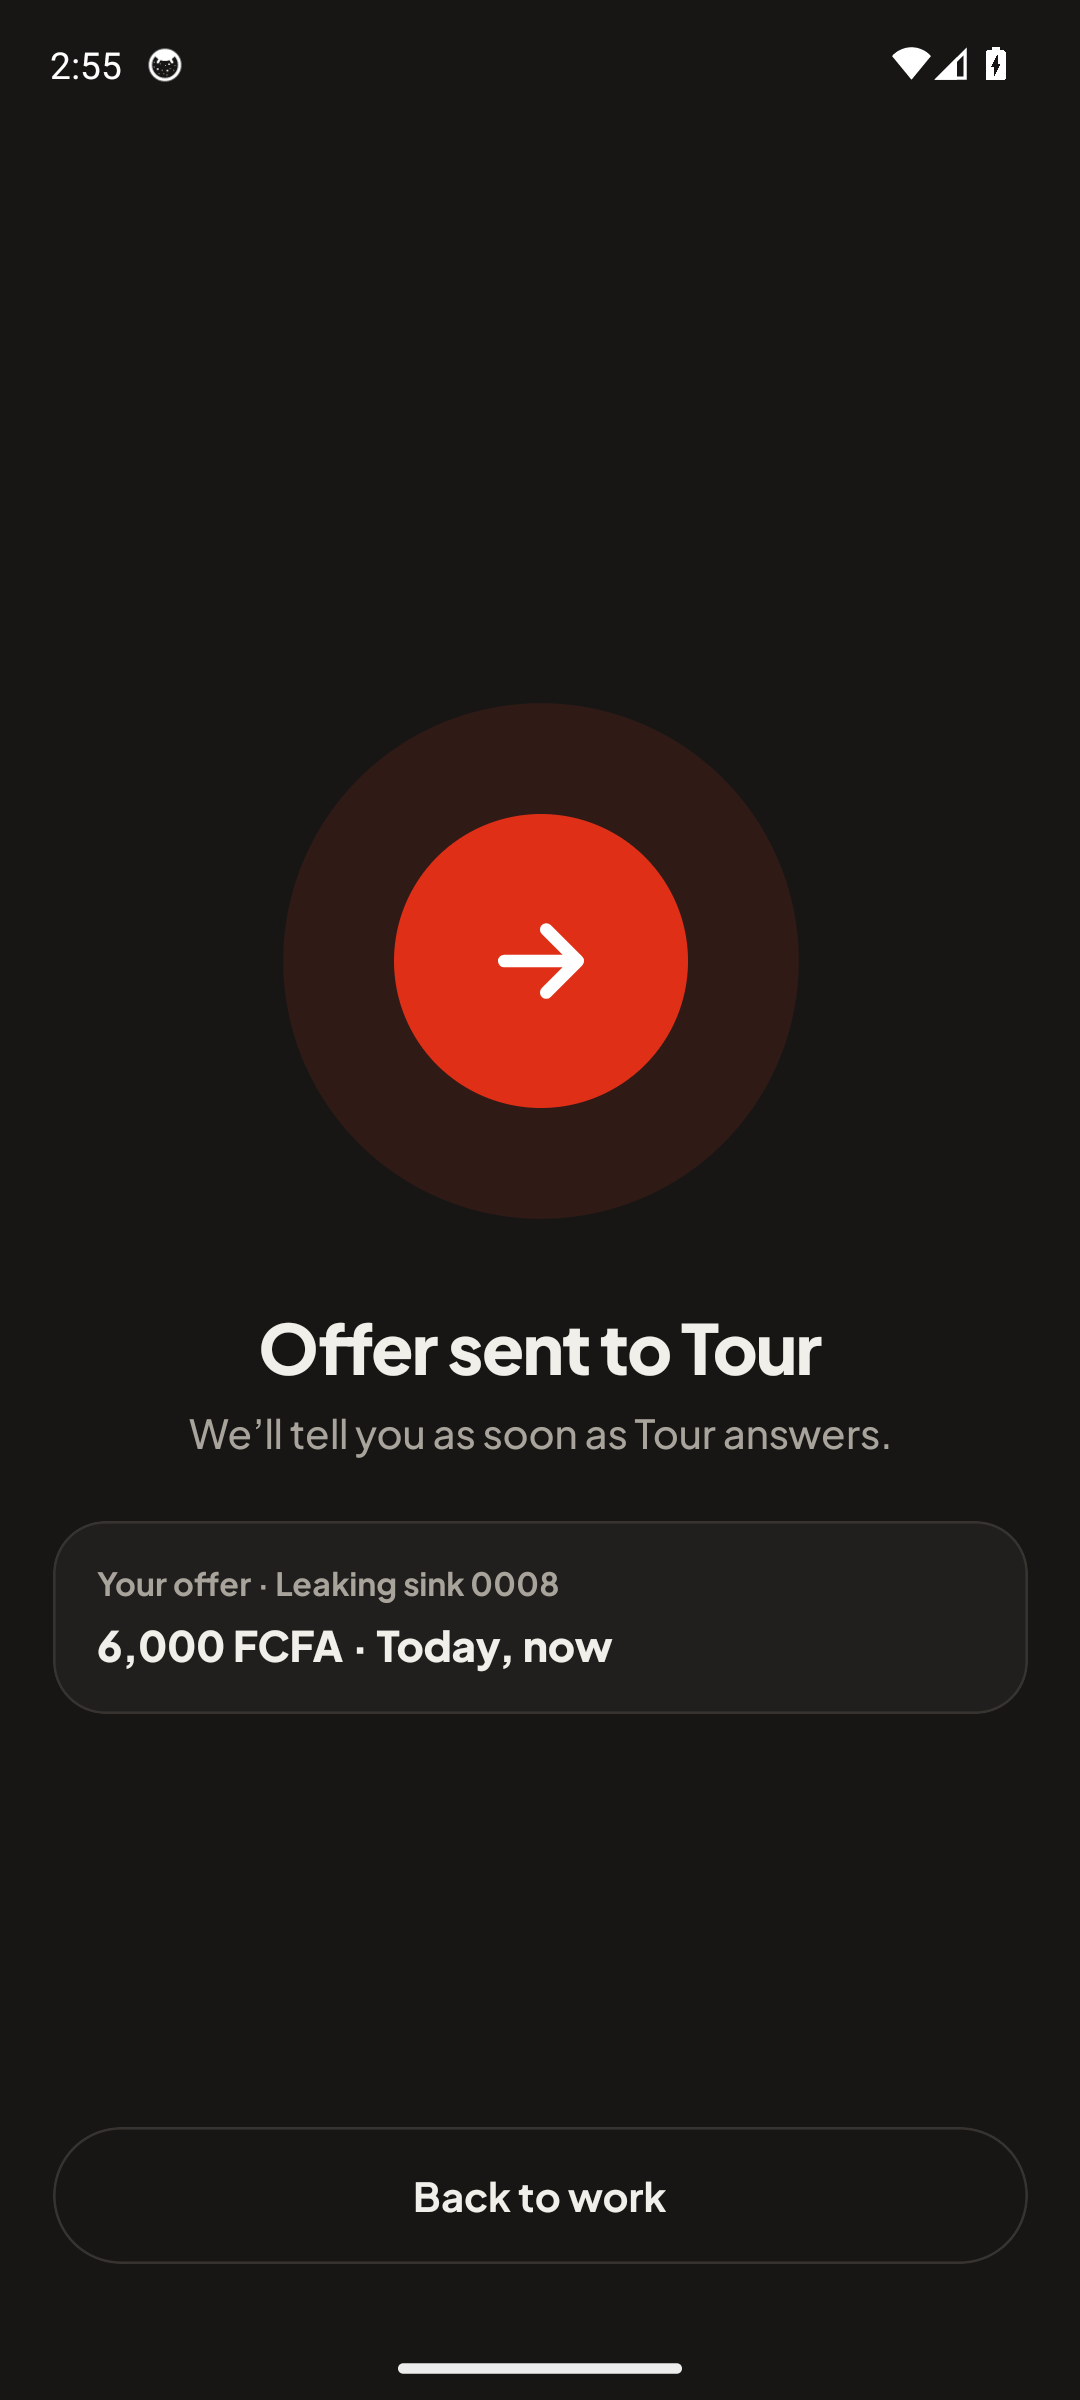 2:55
Offer sent to Tour
We’ll tell you as soon as Tour answers.
Your offer · Leaking sink 0008
6,000 FCFA · Today, now
Back to work